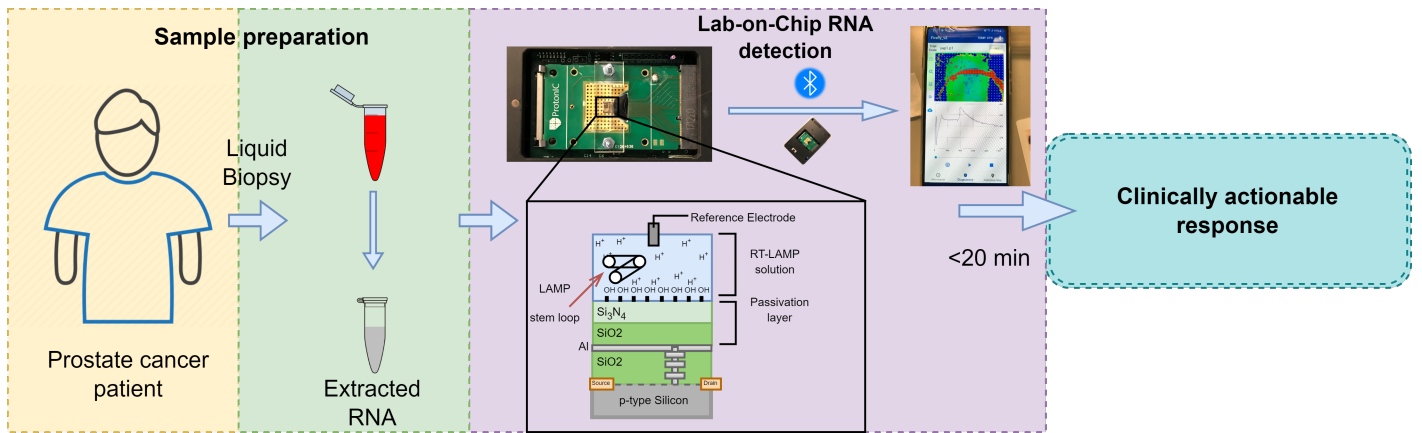 Sample preparation
Lab-on-Chip RNA
detection
Liquid
Biopsy
Prostate cancer
patient
Extracted
RNA
ProtonIC
Reference Electrode
H+ H+ H+
H+ H+
H+ H+ H+ H+
OH OH OH OH OH OH OH OH
LAMP
stem loop
RT-LAMP
solution
Passivation
layer
Si3N4
SiO2
Al
SiO2
Source
Drain
p-type Silicon
<20 min
Clinically actionable
response